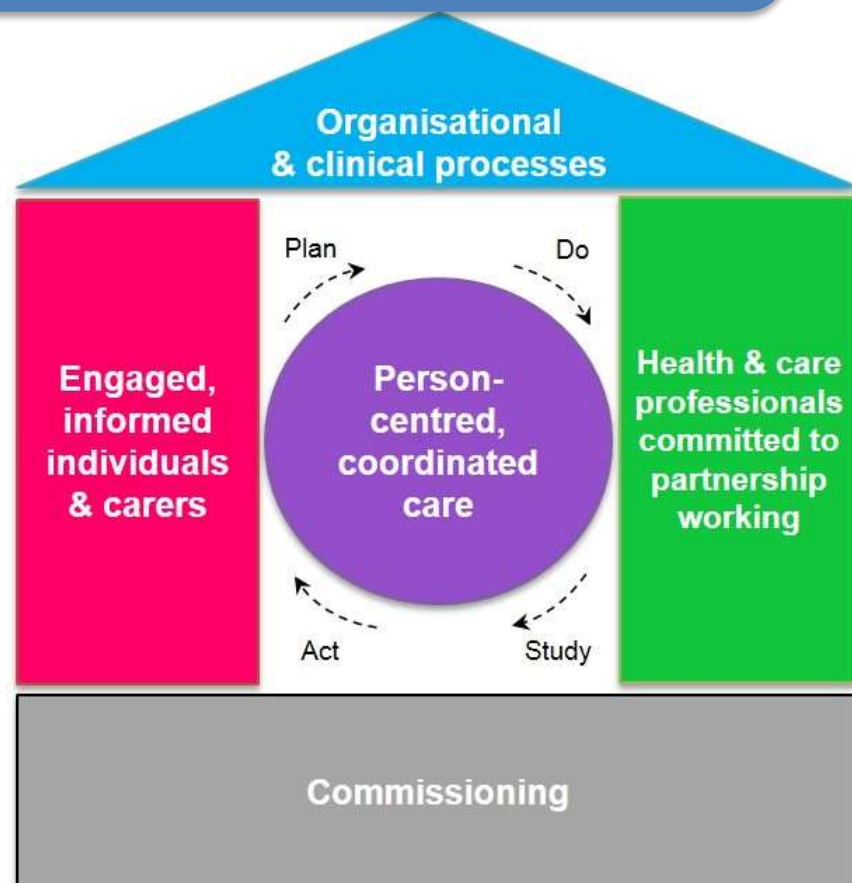 Organisational
& clinical processes
Plan
Do
Engaged,
informed
individuals
& carers
Person-
centred,
coordinated
care
Health & care
professionals
committed to
partnership
working
Act
Study
Commissioning